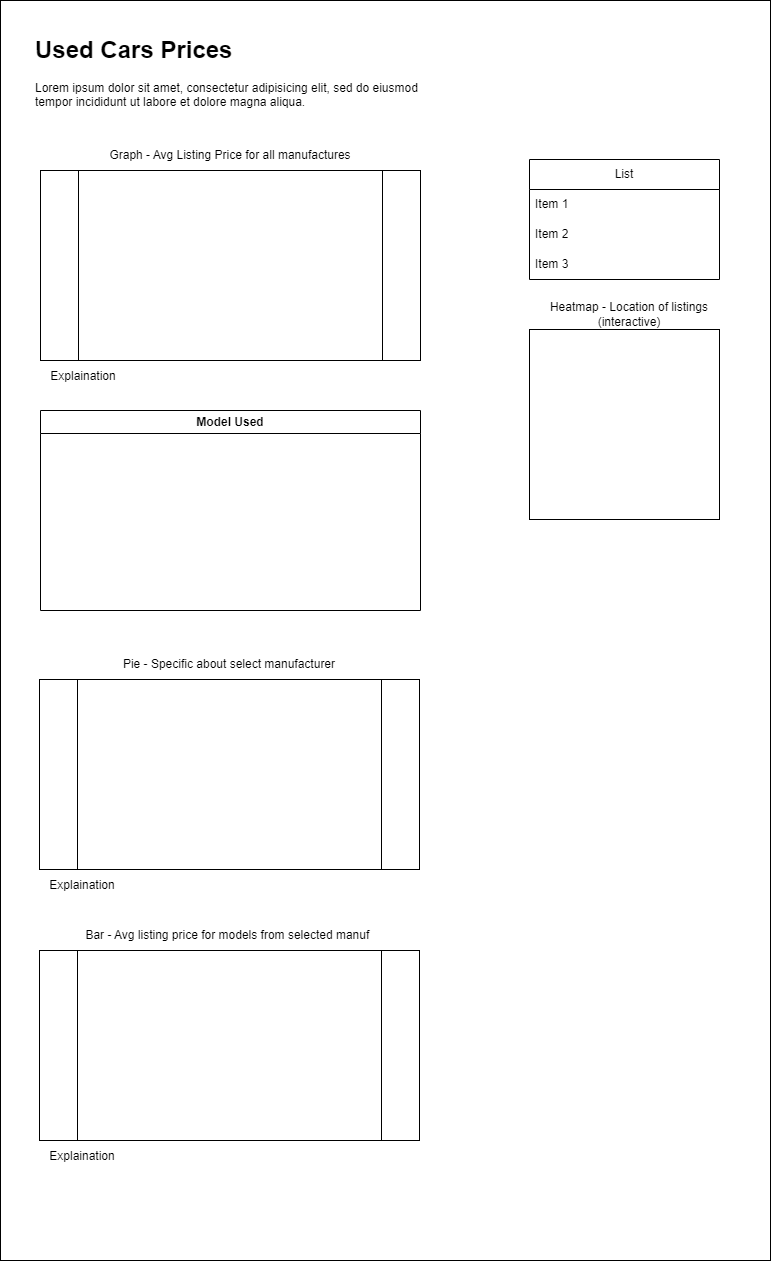 Used Cars Prices
Lorem ipsum dolor sit amet, consectetur adipisicing elit, sed do eiusmod
tempor incididunt ut labore et dolore magna aliqua.
Graph - Avg Listing Price for all manufactures
Explaination
Model Used
Pie - Specific about select manufacturer
Explaination
Bar - Avg listing price for models from selected manuf
Explaination
List
Item 1
Item 2
Item 3
Heatmap - Location of listings
(interactive)